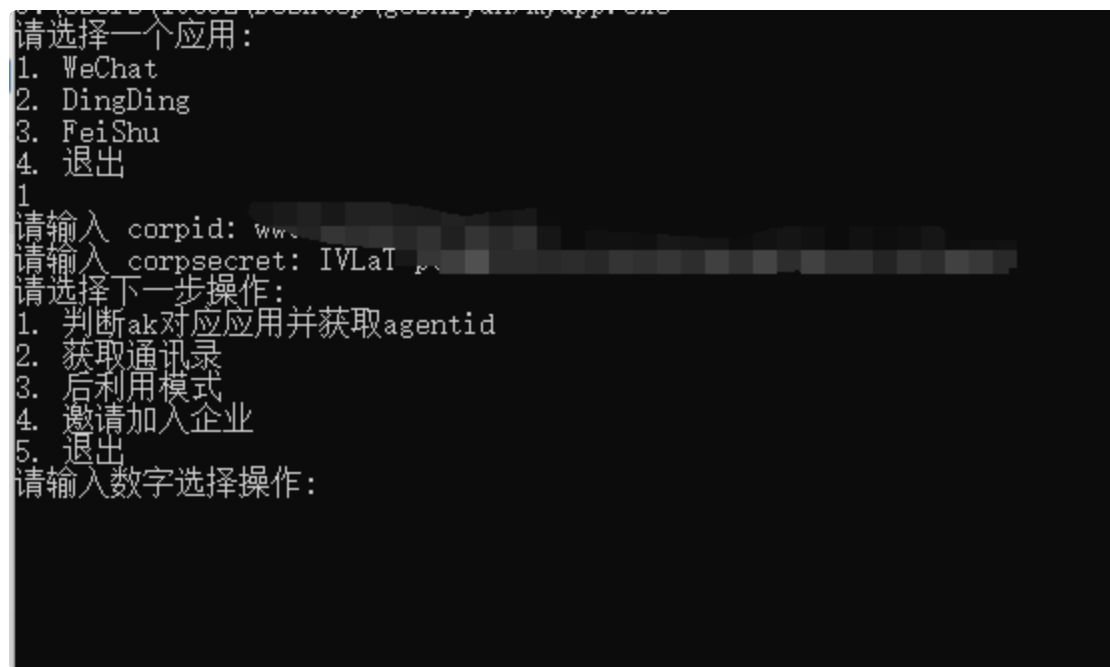 请选择一个应用:
1. WeChat
2. DingDing
3. FeiShu
4. 退出
1
请输入 corpid:
请输入 corpsecret: IVLaT
请选择下一步操作:
1. 判断ak对应应用并获取agentid
2. 获取通讯录
3. 后利用模式
4. 邀请加入企业
5. 退出
请输入数字选择操作: